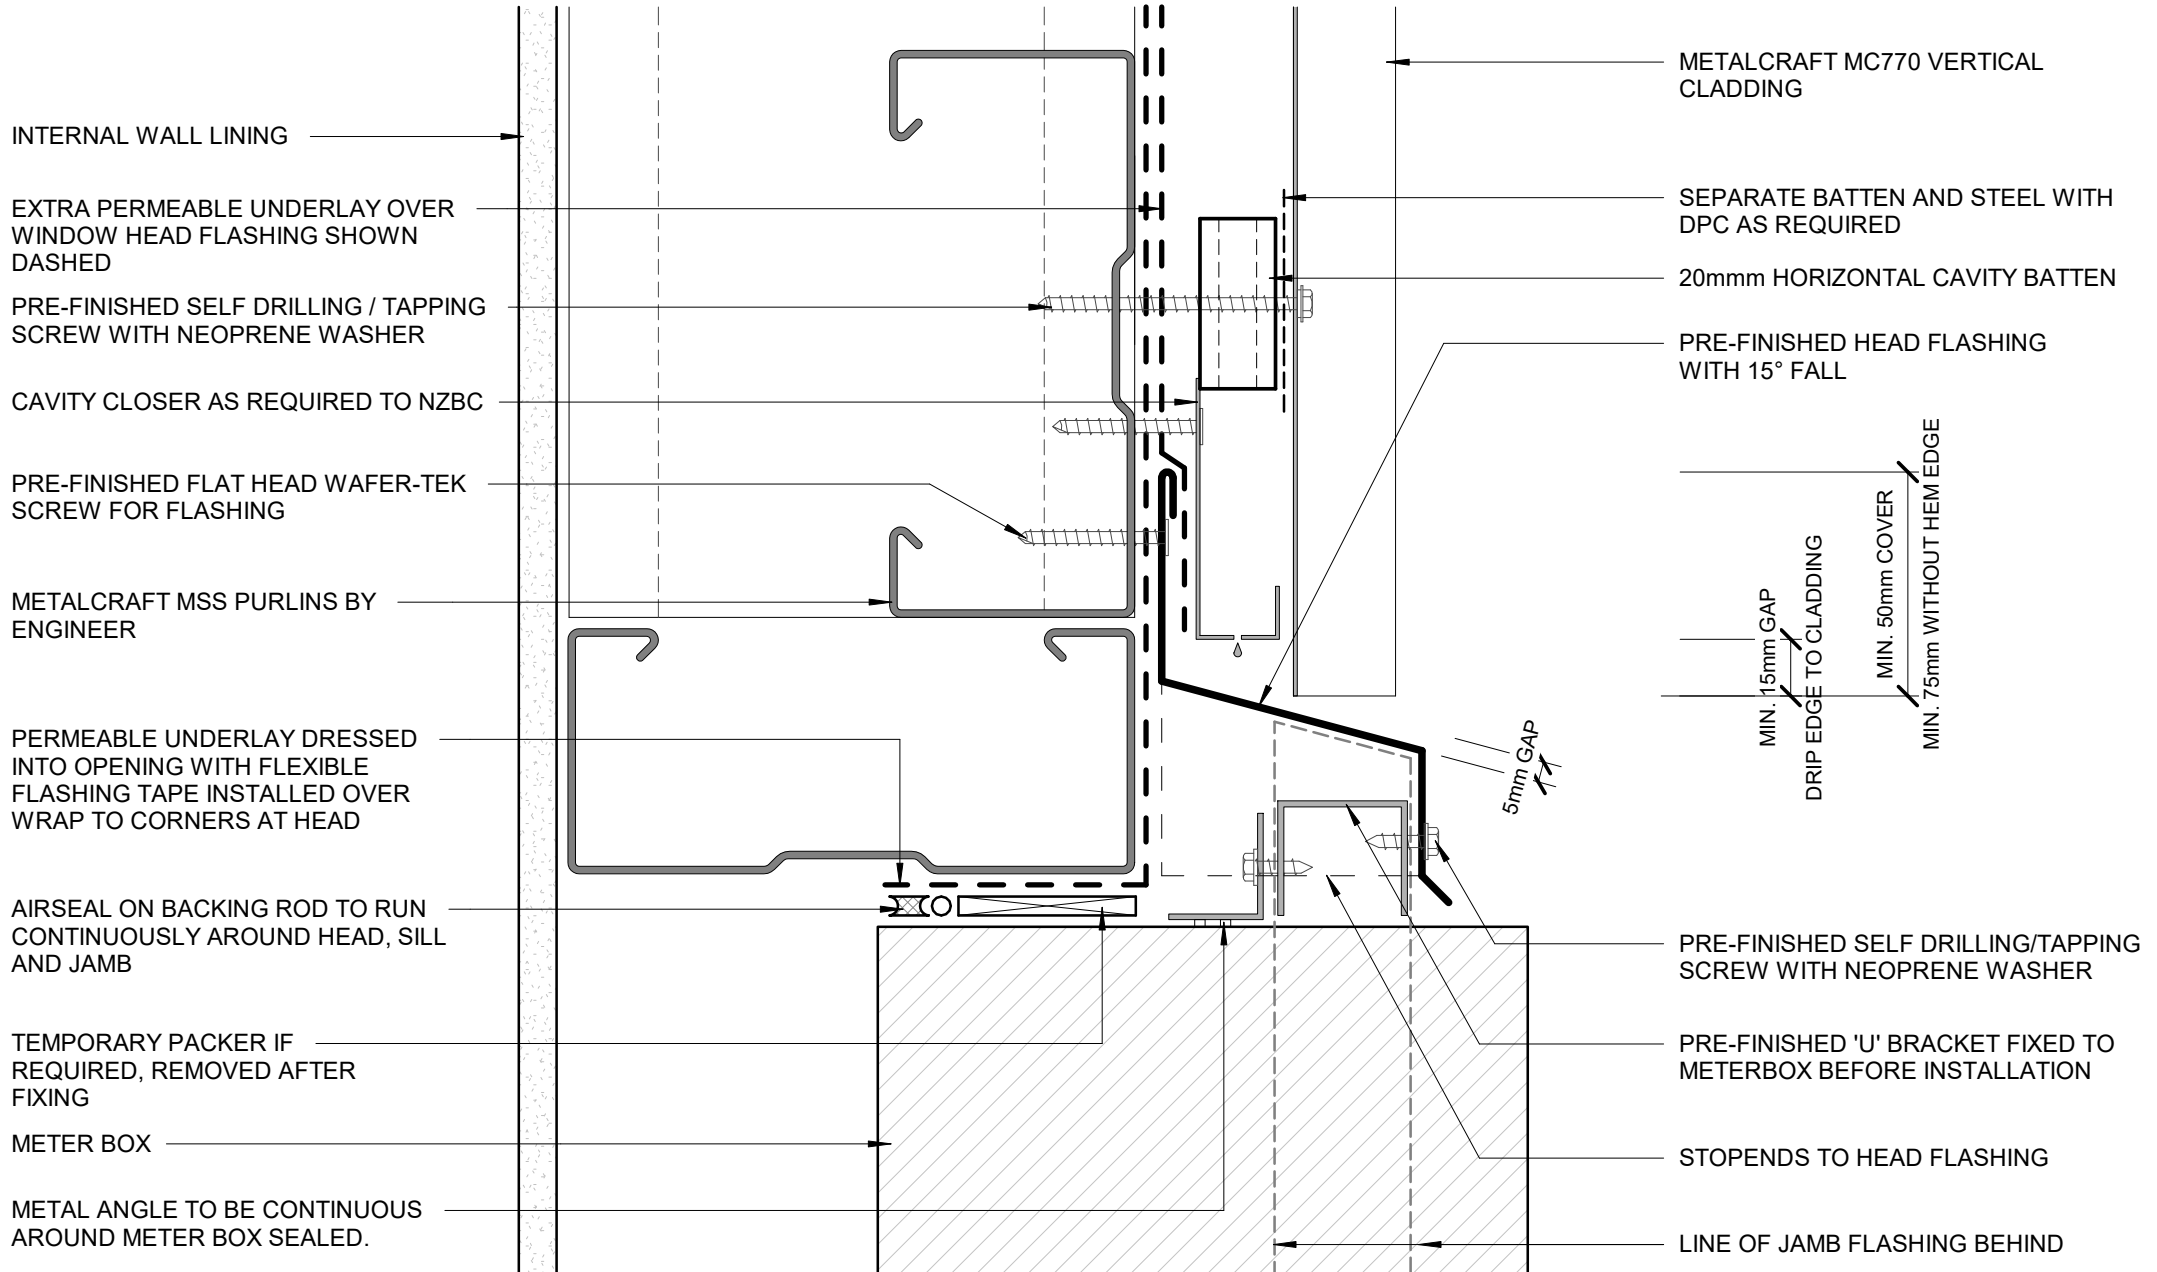 INTERNAL WALL LINING
EXTRA PERMEABLE UNDERLAY OVER
WINDOW HEAD FLASHING SHOWN
DASHED
PRE-FINISHED SELF DRILLING / TAPPING
SCREW WITH NEOPRENE WASHER
CAVITY CLOSER AS REQUIRED TO NZBC
PRE-FINISHED FLAT HEAD WAFER-TEK
SCREW FOR FLASHING
METALCRAFT MSS PURLINS BY
ENGINEER
PERMEABLE UNDERLAY DRESSED
INTO OPENING WITH FLEXIBLE
FLASHING TAPE INSTALLED OVER
WRAP TO CORNERS AT HEAD
AIRSEAL ON BACKING ROD TO RUN
CONTINUOUSLY AROUND HEAD, SILL
AND JAMB
TEMPORARY PACKER IF
REQUIRED, REMOVED AFTER
FIXING
METER BOX
METAL ANGLE TO BE CONTINUOUS
AROUND METER BOX SEALED.
METALCRAFT MC770 VERTICAL
CLADDING
SEPARATE BATTEN AND STEEL WITH
DPC AS REQUIRED
20mmm HORIZONTAL CAVITY BATTEN
PRE-FINISHED HEAD FLASHING
WITH 15° FALL
5mm GAP
MIN. 15mm GAP
DRIP EDGE TO CLADDING
MIN. 50mm COVER
MIN. 75mm WITHOUT HEM EDGE
PRE-FINISHED SELF DRILLING/TAPPING
SCREW WITH NEOPRENE WASHER
PRE-FINISHED 'U' BRACKET FIXED TO
METERBOX BEFORE INSTALLATION
STOPENDS TO HEAD FLASHING
LINE OF JAMB FLASHING BEHIND